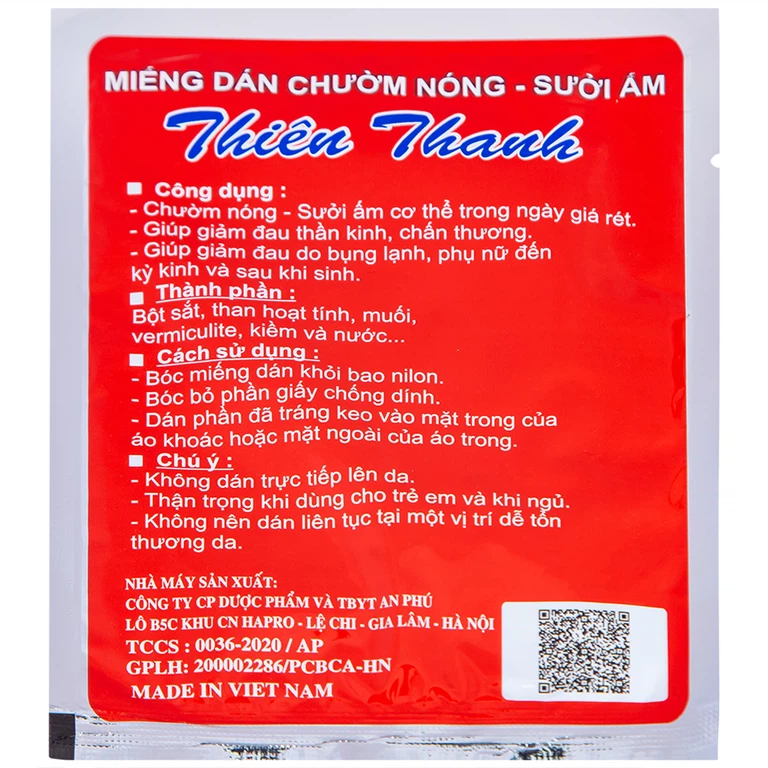 MIẾNG DÁN CHƯỜM NÓNG - SƯỞI ẤM
Thiên Thanh
Công dụng :
- Chườm nóng - Sưởi ấm cơ thể trong ngày giá rét.
- Giúp giảm đau thần kinh, chấn thương.
- Giúp giảm đau do bụng lạnh, phụ nữ đến
kỳ kinh và sau khi sinh.
Thành phần :
Bột sắt, than hoạt tính, muối,
vermiculite, kiềm và nước...
Cách sử dụng :
- Bóc miếng dán khỏi bao nilon.
- Bóc bỏ phần giấy chống dính.
- Dán phần đã tráng keo vào mặt trong của
áo khoác hoặc mặt ngoài của áo trong.
Chú ý :
- Không dán trực tiếp lên da.
- Thận trọng khi dùng cho trẻ em và khi ngủ.
- Không nên dán liên tục tại một vị trí dễ tổn
thương da.
NHÀ MÁY SẢN XUẤT:
CÔNG TY CP DƯỢC PHẨM VÀ TBYT AN PHÚ
LÔ B5C KHU CN HAPRO - LỆ CHI - GIA LÂM - HÀ NỘI
TCCS : 0036-2020 / AP
GPLH: 200002286/PCBCA-HN
MADE IN VIET NAM